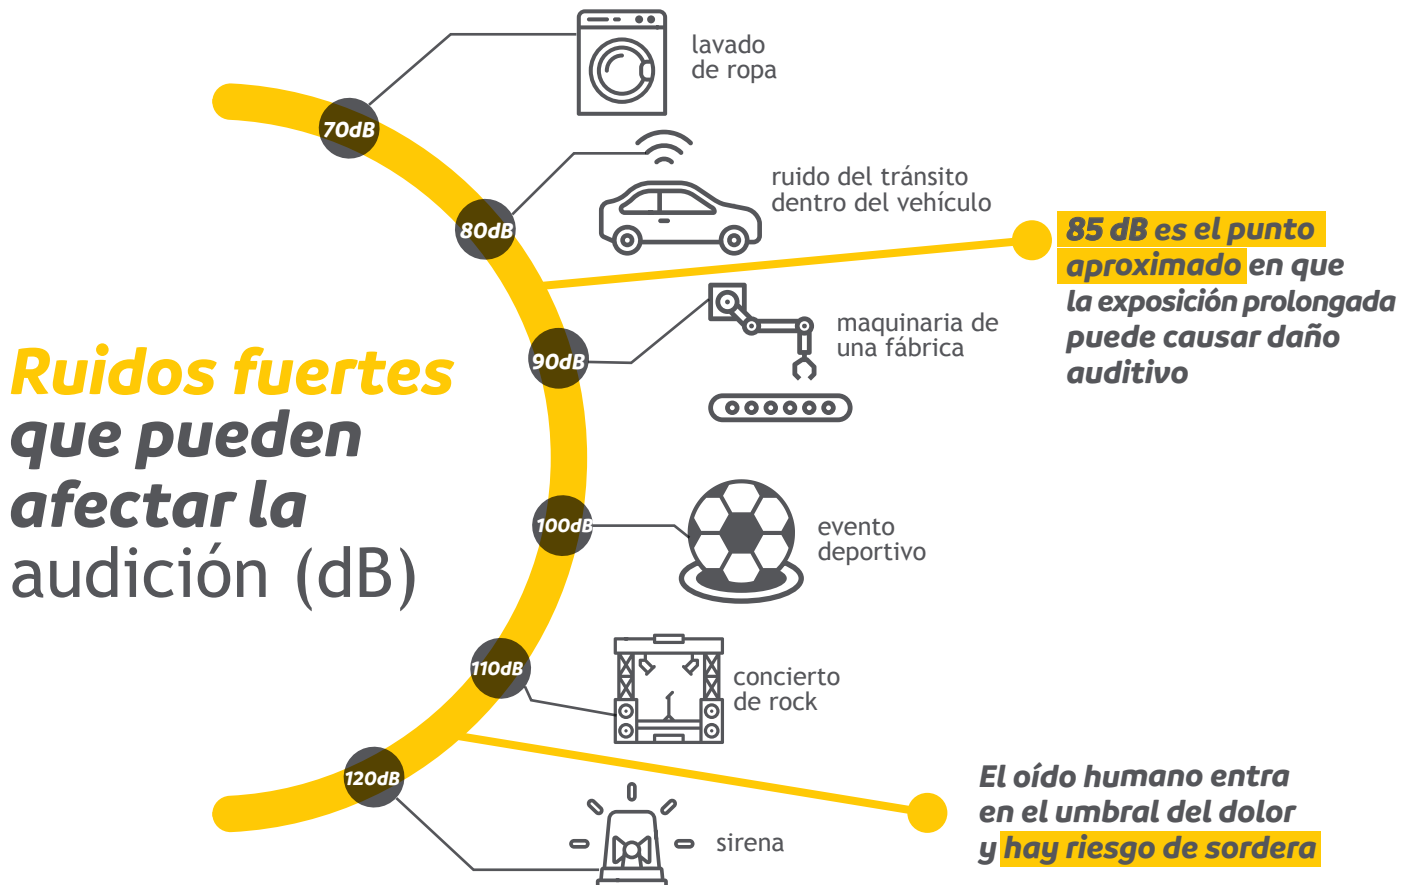 Ruidos fuertes
que pueden
afectar la
audición (dB)
70dB
lavado
de ropa
80dB
ruido del tránsito
dentro del vehículo
85 dB es el punto
aproximado en que
la exposición prolongada
puede causar daño
auditivo
90dB
maquinaria de
una fábrica
100dB
evento
deportivo
110dB
concierto
de rock
120dB
sirena
El oído humano entra
en el umbral del dolor
y hay riesgo de sordera